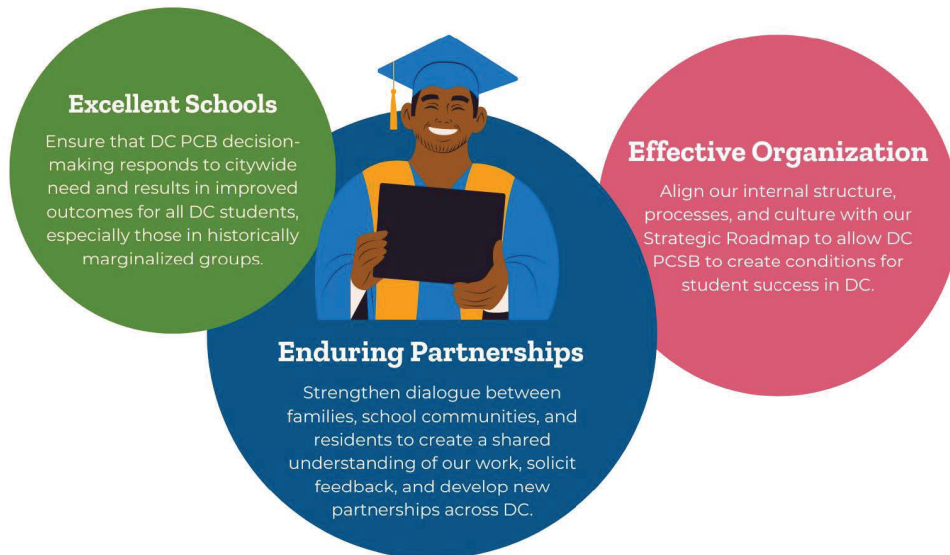 Excellent Schools
Ensure that DC PCB decision-
making responds to citywide
need and results in improved
outcomes for all DC students,
especially those in historically
marginalized groups.
Enduring Partnerships
Strengthen dialogue between
families, school communities, and
residents to create a shared
understanding of our work, solicit
feedback, and develop new
partnerships across DC.
Effective Organization
Align our internal structure,
processes, and culture with our
Strategic Roadmap to allow DC
PCSB to create conditions for
student success in DC.